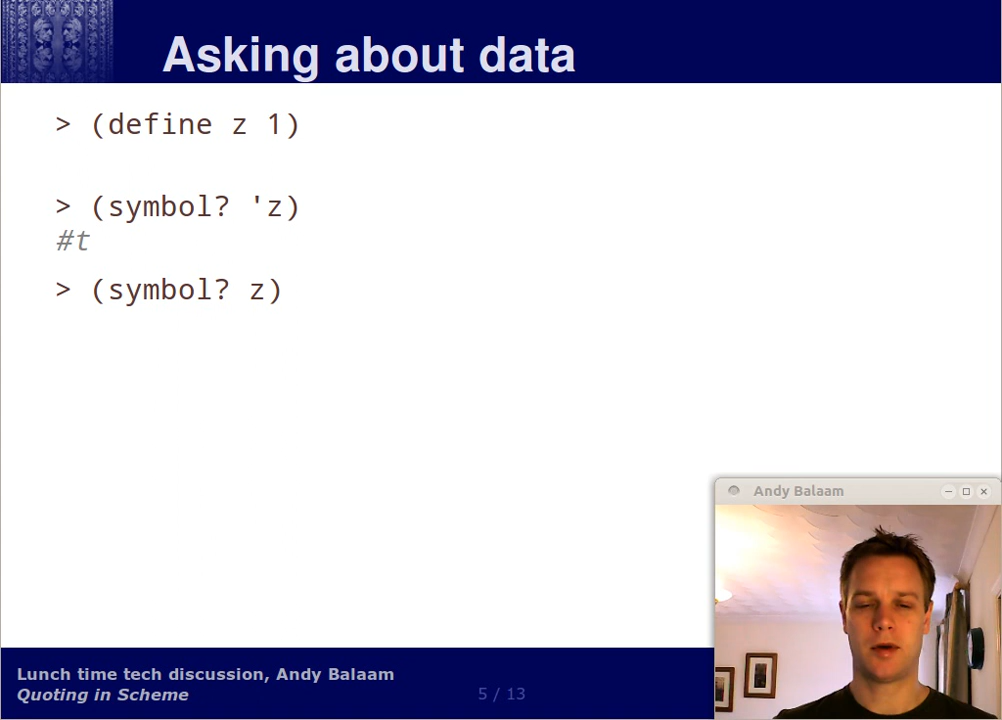 Asking about data
> (define z 1)
> (symbol? 'z)
#t
> (symbol? z)
Andy Balaam
Lunch time tech discussion, Andy Balaam
Quoting in Scheme
5 / 13